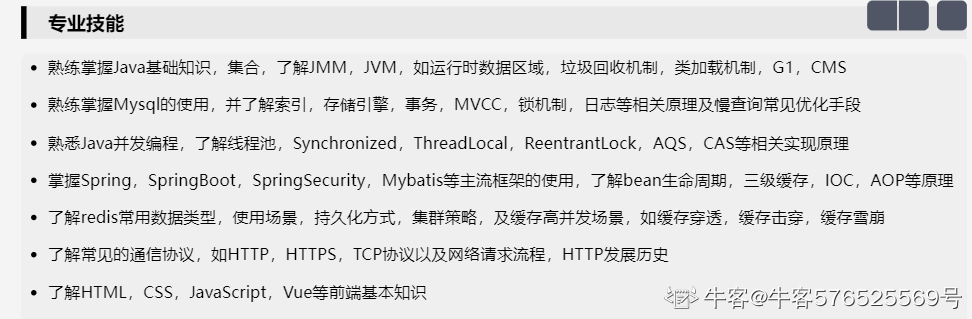 专业技能
• 熟练掌握Java基础知识，集合，了解JMM，JVM，如运行时数据区域，垃圾回收机制，类加载机制，G1，CMS
• 熟练掌握Mysql的使用，并了解索引，存储引擎，事务，MVCC，锁机制，日志等相关原理及慢查询常见优化手段
• 熟悉Java并发编程，了解线程池，Synchronized，ThreadLocal，ReentrantLock，AQS，CAS等相关实现原理
• 掌握Spring，SpringBoot，SpringSecurity，Mybatis等主流框架的使用，了解bean生命周期，三级缓存，IOC，AOP等原理
• 了解redis常用数据类型，使用场景，持久化方式，集群策略，及缓存高并发场景，如缓存穿透，缓存击穿，缓存雪崩
• 了解常见的通信协议，如HTTP，HTTPS，TCP协议以及网络请求流程，HTTP发展历史
• 了解HTML，CSS，JavaScript，Vue等前端基本知识
牛客@牛客576525569号